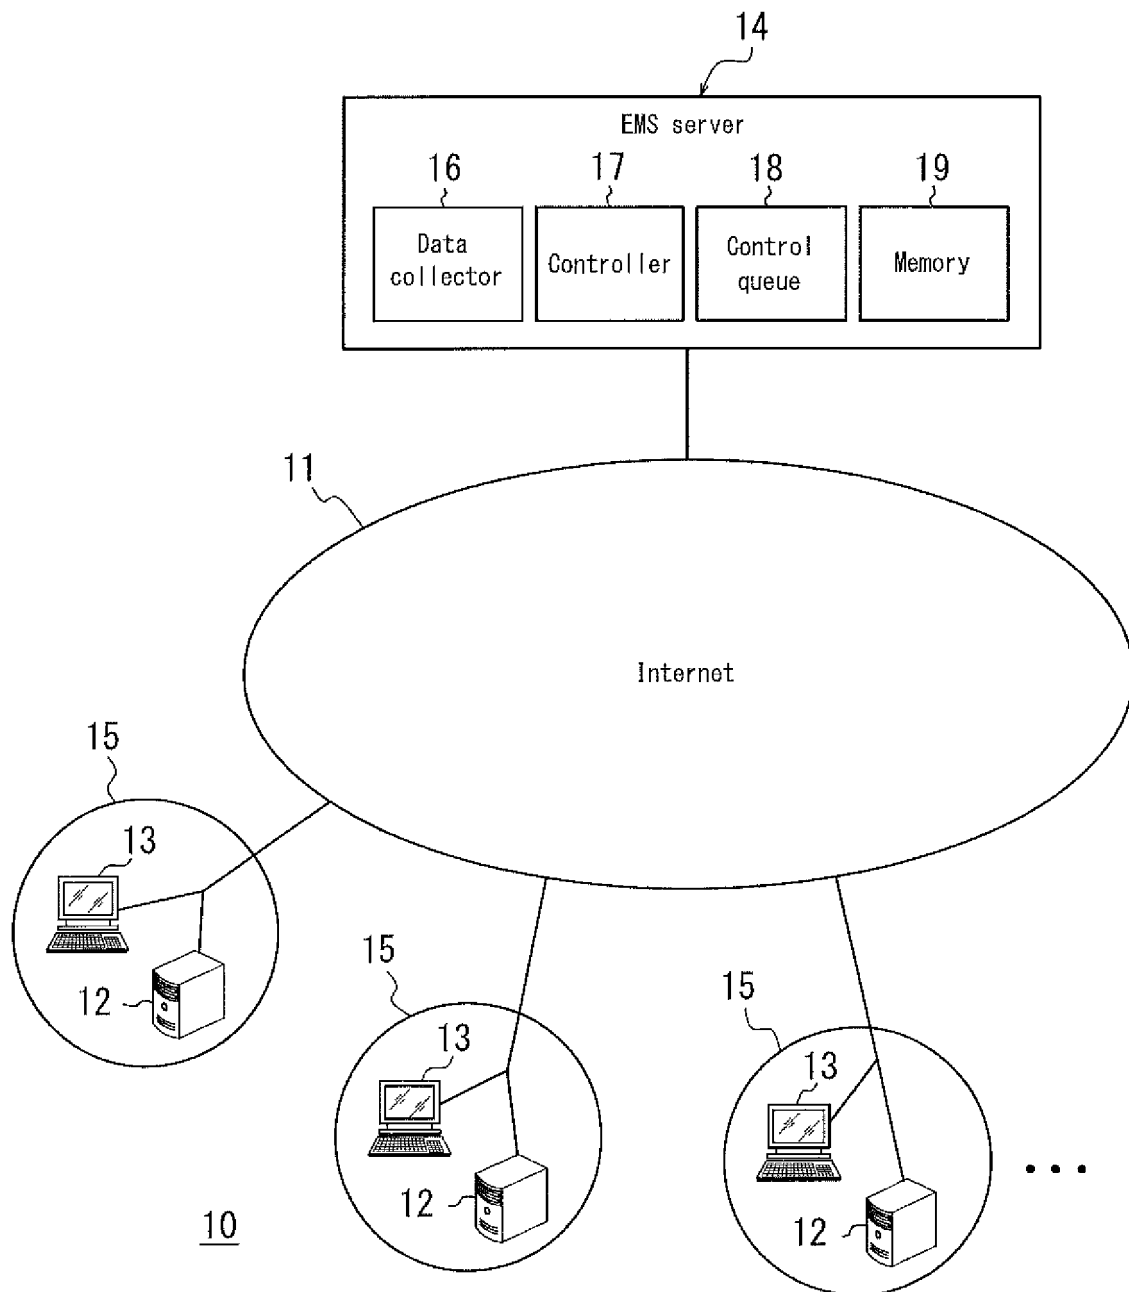 14
EMS server
16
17
18
19
Data
collector
Controller
Control
queue
Memory
11
Internet
15
13
12
15
13
12
15
13
12
10